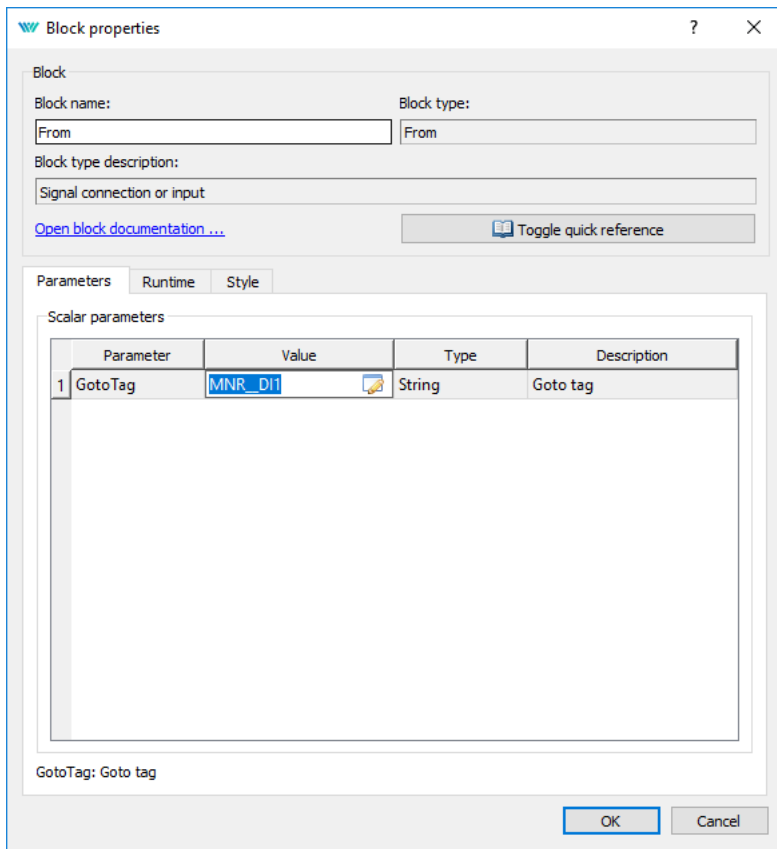 Block properties ?
Block
Block name: Block type:
From From
Block type description:
Signal connection or input
Open block documentation ... Toggle quick reference
Parameters Runtime Style
Scalar parameters
Parameter Value Type Description
1 GotoTag MNR__DI1 String Goto tag
GotoTag: Goto tag
OK Cancel